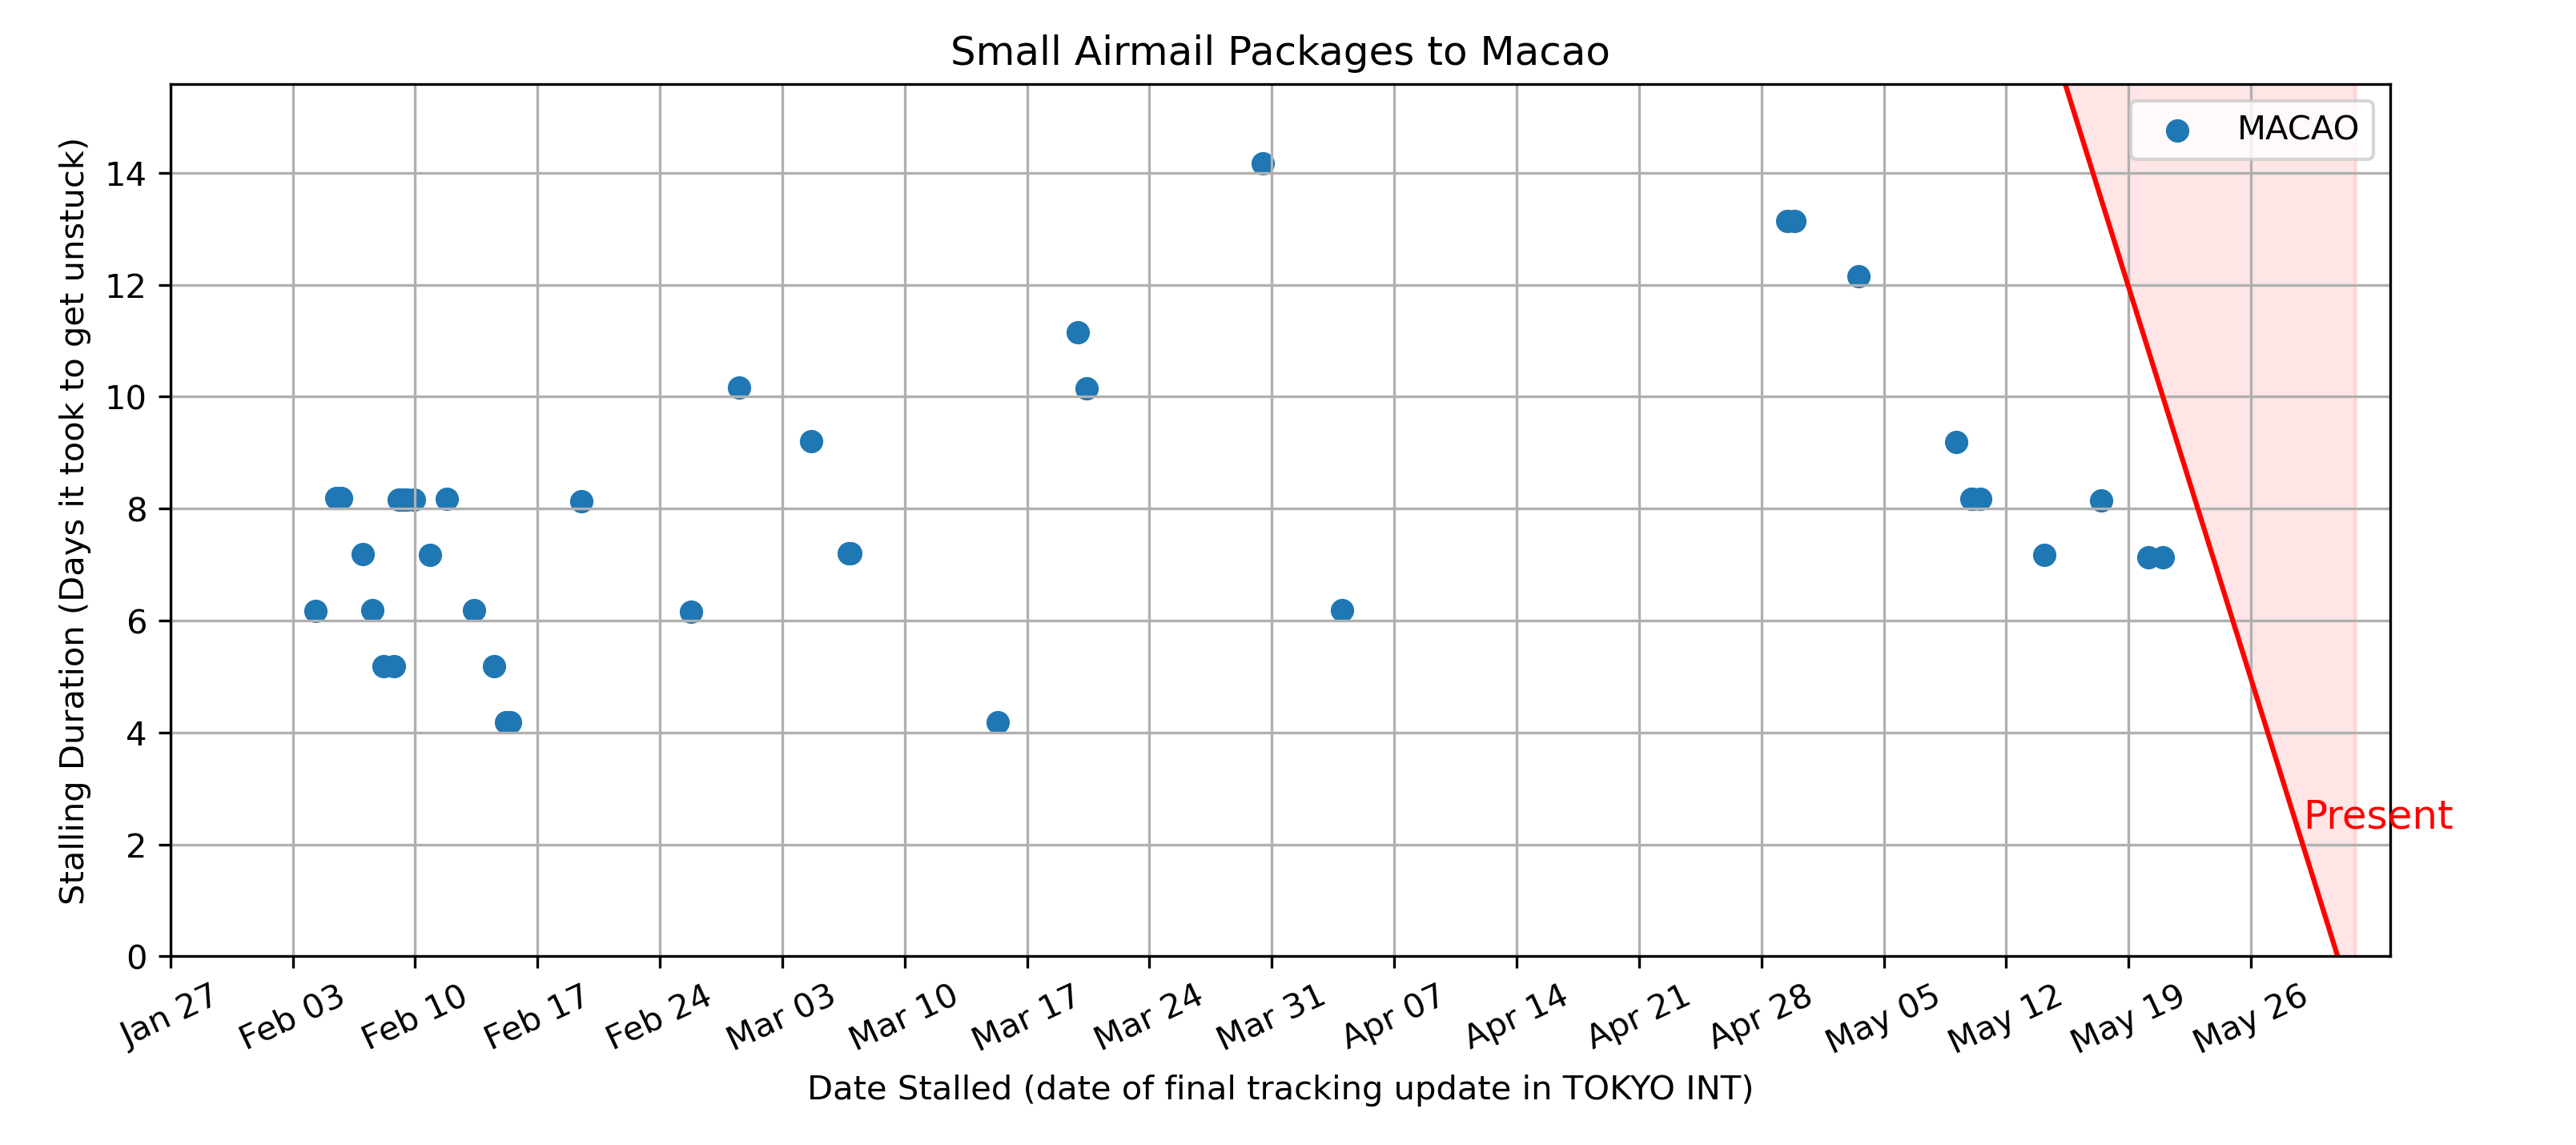 Small Airmail Packages to Macao
MACAO
Stalling Duration (Days it took to get unstuck)
14
12
10
8
6
4
2
0
Present
Jan 27
Feb 03
Feb 10
Feb 17
Feb 24
Mar 03
Mar 10
Mar 17
Mar 24
Mar 31
Apr 07
Apr 14
Apr 21
Apr 28
May 05
May 12
May 19
May 26
Date Stalled (date of final tracking update in TOKYO INT)